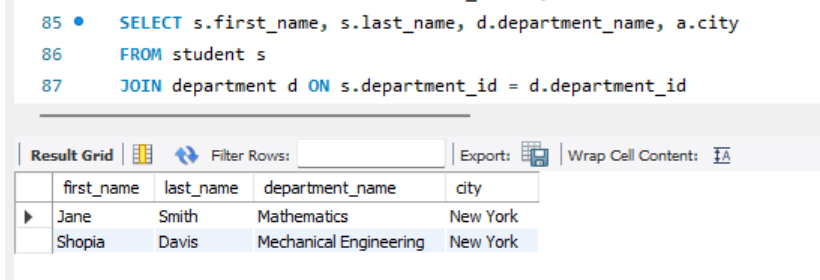 85 SELECT s.first_name, s.last_name, d.department_name, a.city
86 FROM student s
87 JOIN department d ON s.department_id = d.department_id
Result Grid Filter Rows: Export: Wrap Cell Content: IA
first_name last_name department_name city
Jane Smith Mathematics New York
Shopia Davis Mechanical Engineering New York